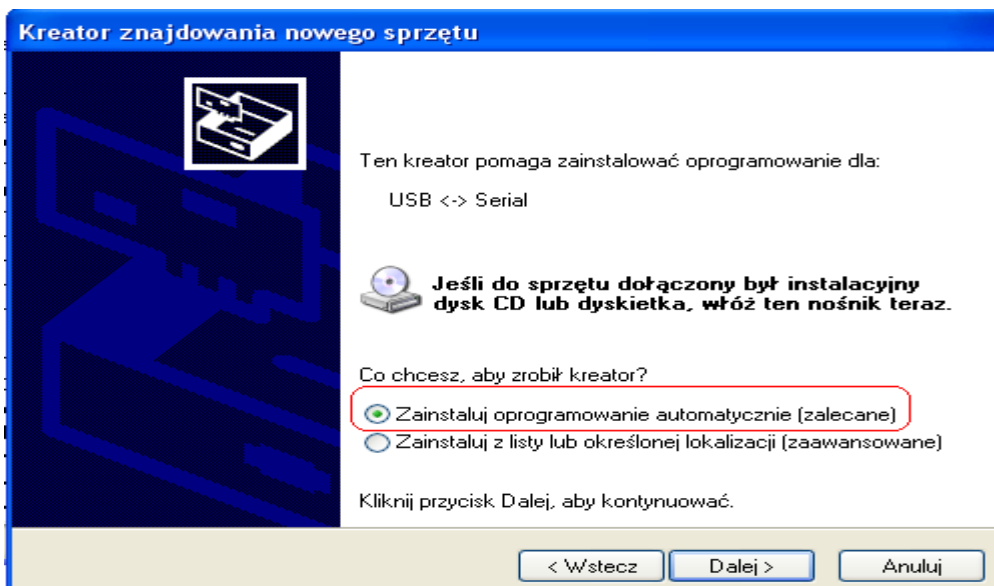 Kreator znajdowania nowego sprzętu
Ten kreator pomaga zainstalować oprogramowanie dla:
USB <-> Serial
Jeśli do sprzętu dołączony był instalacyjny
dysk CD lub dyskietka, włóż ten nośnik teraz.
Co chcesz, aby zrobił kreator?
Zainstaluj oprogramowanie automatycznie (zalecane)
Zainstaluj z listy lub określonej lokalizacji (zaawansowane)
Kliknij przycisk Dalej, aby kontynuować.
< Wstecz Dalej > Anuluj